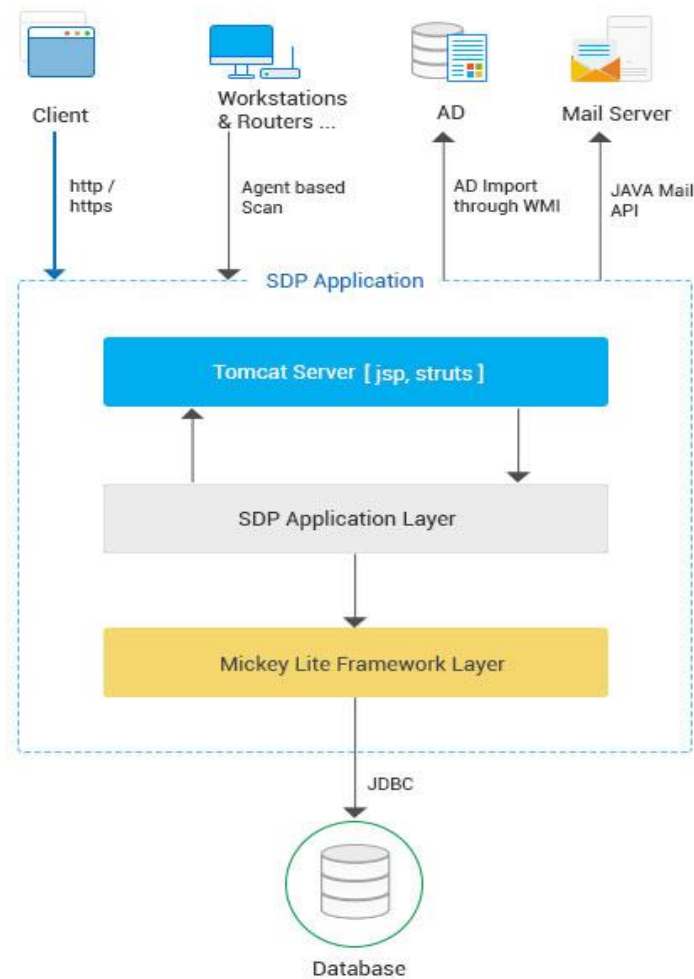 Client
Workstations
& Routers ...
AD
Mail Server
http /
https
Agent based
Scan
AD Import
through WMI
JAVA Mail
API
SDP Application
Tomcat Server [ jsp, struts ]
SDP Application Layer
Mickey Lite Framework Layer
JDBC
Database